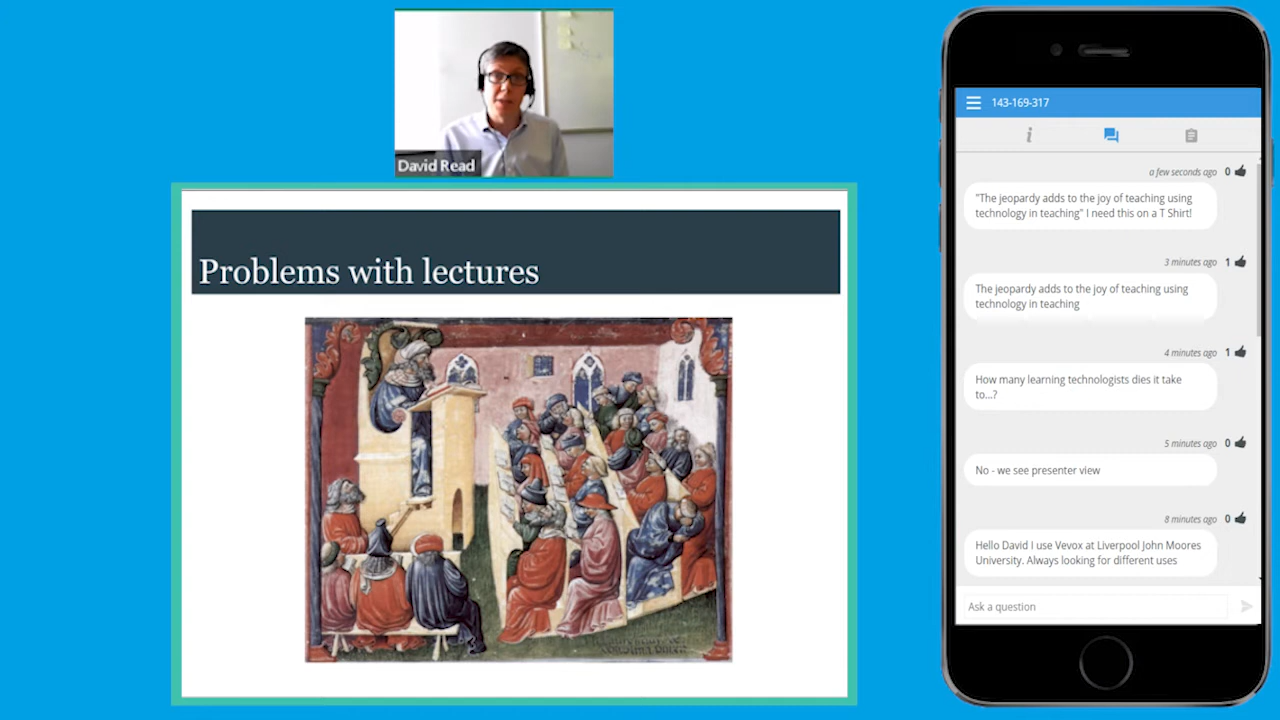 David Read
Problems with lectures
143-169-317
i
a few seconds ago 0
"The jeopardy adds to the joy of teaching using
technology in teaching" I need this on a T Shirt!
3 minutes ago 1
The jeopardy adds to the joy of teaching using
technology in teaching
4 minutes ago 1
How many learning technologists dies it take
to...?
5 minutes ago 0
No - we see presenter view
8 minutes ago 0
Hello David I use Vevox at Liverpool John Moores
University. Always looking for different uses
Ask a question